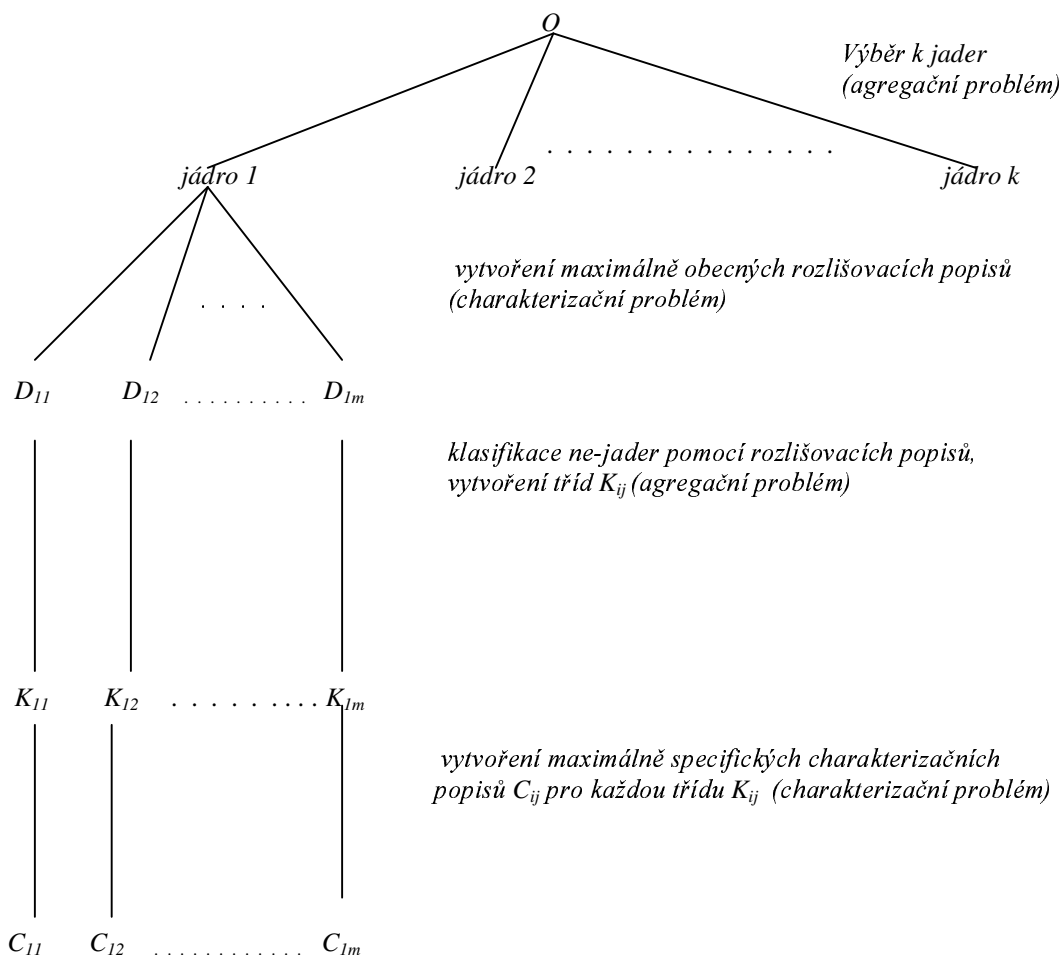 O
Výběr k jader
(agregační problém)
. . . . . . . . . . . . . . .
jádro 1 jádro 2 jádro k
vytvoření maximálně obecných rozlišovacích popisů
(charakterizační problém)
. . . .
D11 D12 . . . . . . . . . . D1m
klasifikace ne-jader pomocí rozlišovacích popisů,
vytvoření tříd Kij (agregační problém)
K11 K12 . . . . . . . . . K1m
vytvoření maximálně specifických charakterizačních
popisů Cij pro každou třídu Kij (charakterizační problém)
C11 C12 . . . . . . . . . . . . C1m